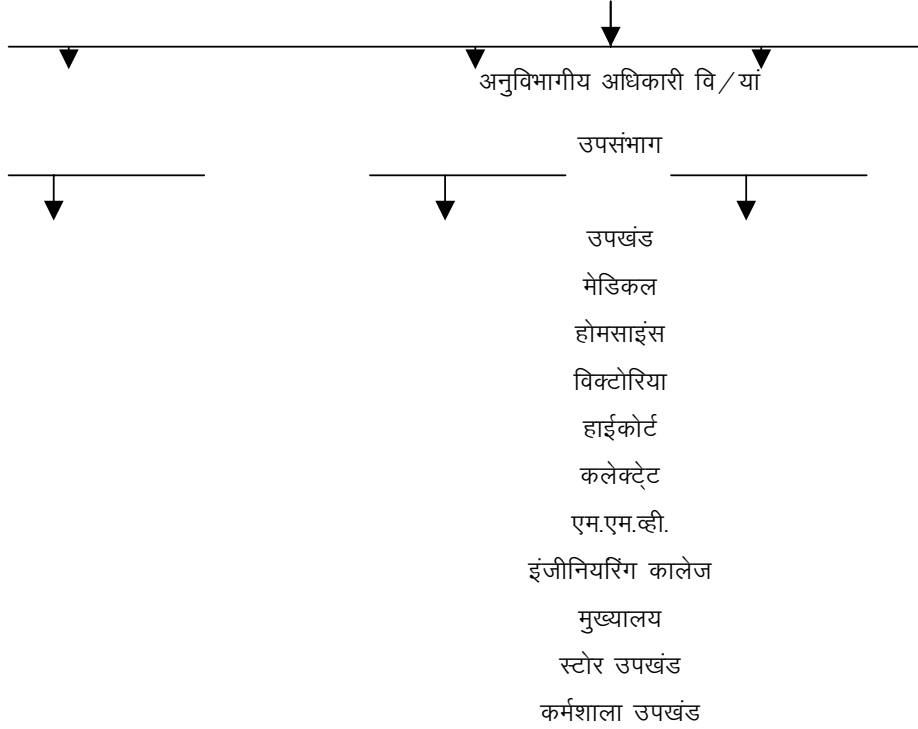 अनुविभागीय अधिकारी वि/यां
उपसंभाग
उपखंड
मेडिकल
होमसाइंस
विक्टोरिया
हाईकोर्ट
कलेक्ट्ेट
एम.एम.व्ही.
इंजीनियरिंग कालेज
मुख्यालय
स्टोर उपखंड
कर्मशाला उपखंड